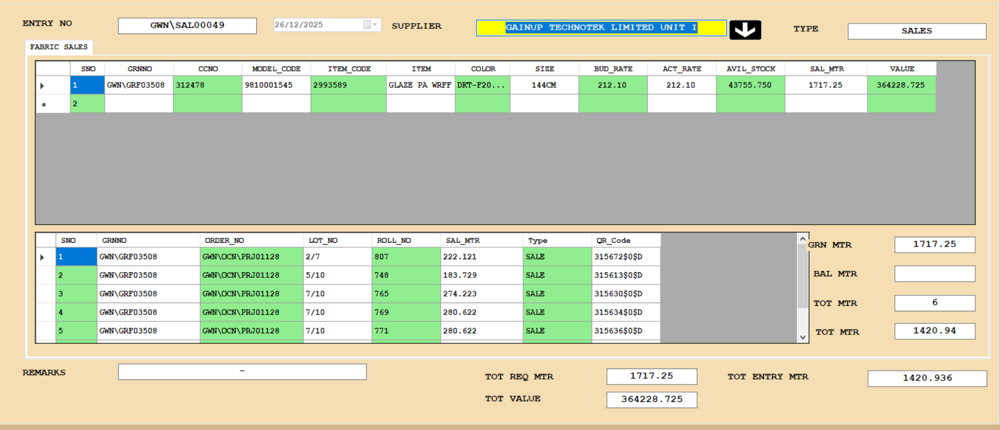 ENTRY NO GWN\SAL00049 26/12/2025 SUPPLIER GAINUP TECHNOTEK LIMITED UNIT I TYPE SALES
FABRIC SALES
SNO GRNNO CCNO MODEL_CODE ITEM_CODE ITEM COLOR SIZE BUD_RATE ACT_RATE AVIL_STOCK SAL_MTR VALUE
1 GWN\GRF03508 312478 9810001545 2993589 GLAZE PA WRFF DKT-F20... 144CM 212.10 212.10 43755.750 1717.25 364228.725
2
SNO GRNNO ORDER_NO LOT_NO ROLL_NO SAL_MTR Type QR_Code
1 GWN\GRF03508 GWN\OCN\PRJ01128 2/7 807 222.121 SALE 315672$0$D
2 GWN\GRF03508 GWN\OCN\PRJ01128 5/10 748 183.729 SALE 315613$0$D
3 GWN\GRF03508 GWN\OCN\PRJ01128 7/10 765 274.223 SALE 315630$0$D
4 GWN\GRF03508 GWN\OCN\PRJ01128 7/10 769 280.622 SALE 315634$0$D
5 GWN\GRF03508 GWN\OCN\PRJ01128 7/10 771 280.622 SALE 315636$0$D
GRN MTR 1717.25
BAL MTR
TOT MTR 6
TOT MTR 1420.94
REMARKS -
TOT REQ MTR 1717.25 TOT ENTRY MTR 1420.936
TOT VALUE 364228.725